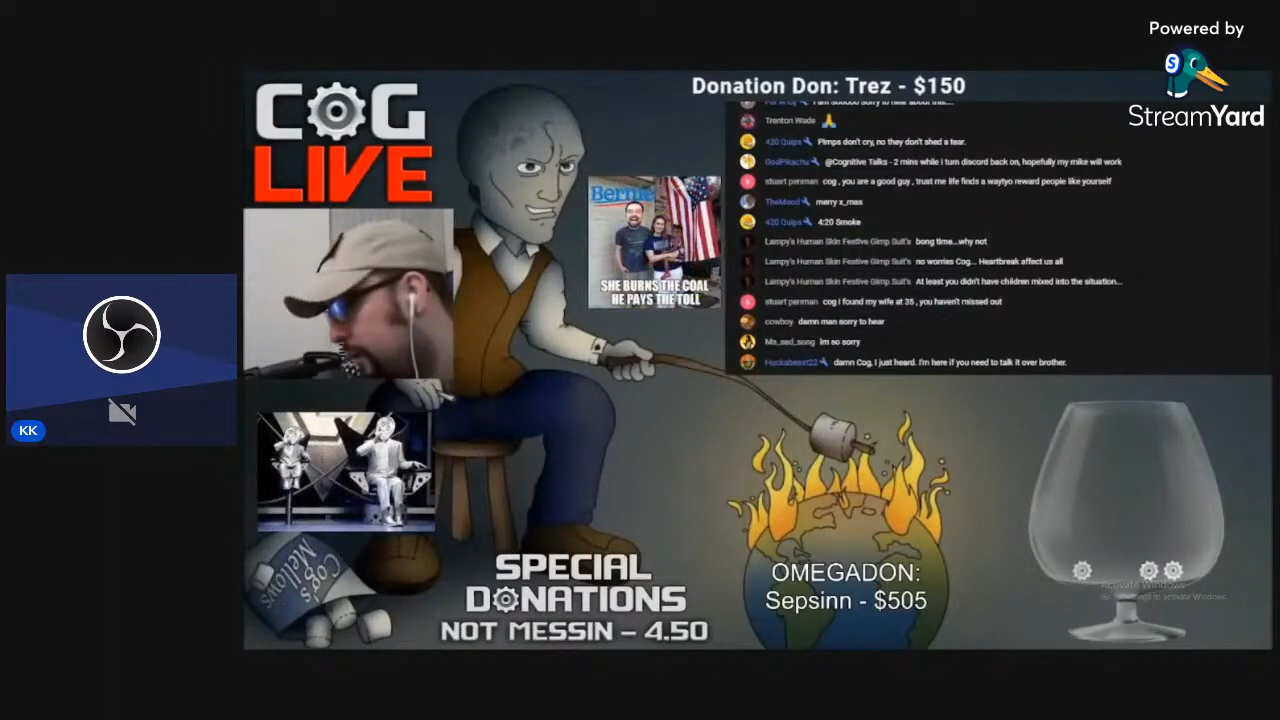 Powered by
StreamYard
COG
LIVE
Donation Don: Trez - $150
Trenton Wade 🙏
420 Quips Pimps don't cry, no they don't shed a tear.
GodPikachu @Cognitive Talks - 2 mins while i turn discord back on, hopefully my mike will work
stuart penman cog , you are a good guy , trust me life finds a waytyo reward people like yourself
TheMood merry x_mas
420 Quips 4:20 Smoke
Lampy's Human Skin Festive Gimp Suit's bong time...why not
Lampy's Human Skin Festive Gimp Suit's no worries Cog... Heartbreak affect us all
Lampy's Human Skin Festive Gimp Suit's At least you didn't have children mixed into the situation...
stuart penman cog i found my wife at 35 , you haven't missed out
cowboy damn man sorry to hear
Ms_sad_song im so sorry
Huckabeast22 damn Cog, I just heard. I'm here if you need to talk it over brother.
Bernie
SHE BURNS THE COAL
HE PAYS THE TOLL
KK
Cog's
Mellows
SPECIAL
DONATIONS
NOT MESSIN – 4.50
OMEGADON:
Sepsinn - $505
Activate Windows
Go to Settings to activate Windows.